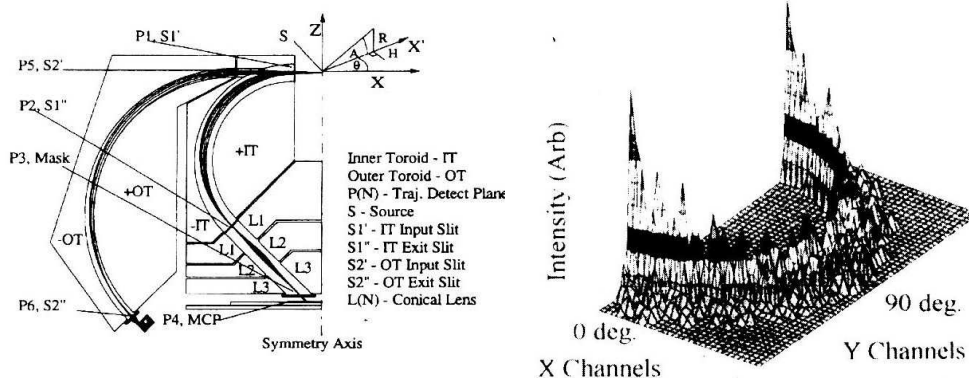 P1, S1'
S
Z
R
A
H
X'
θ
X
P5, S2'
P2, S1"
P3, Mask
+IT
+OT
-IT
-OT
L1
L1
L2
L2
L3
L3
P6, S2"
P4, MCP
Symmetry Axis
Inner Toroid - IT
Outer Toroid - OT
P(N) - Traj. Detect Plane
S - Source
S1' - IT Input Slit
S1" - IT Exit Slit
S2' - OT Input Slit
S2" - OT Exit Slit
L(N) - Conical Lens
Intensity (Arb)
0 deg.
X Channels
90 deg.
Y Channels